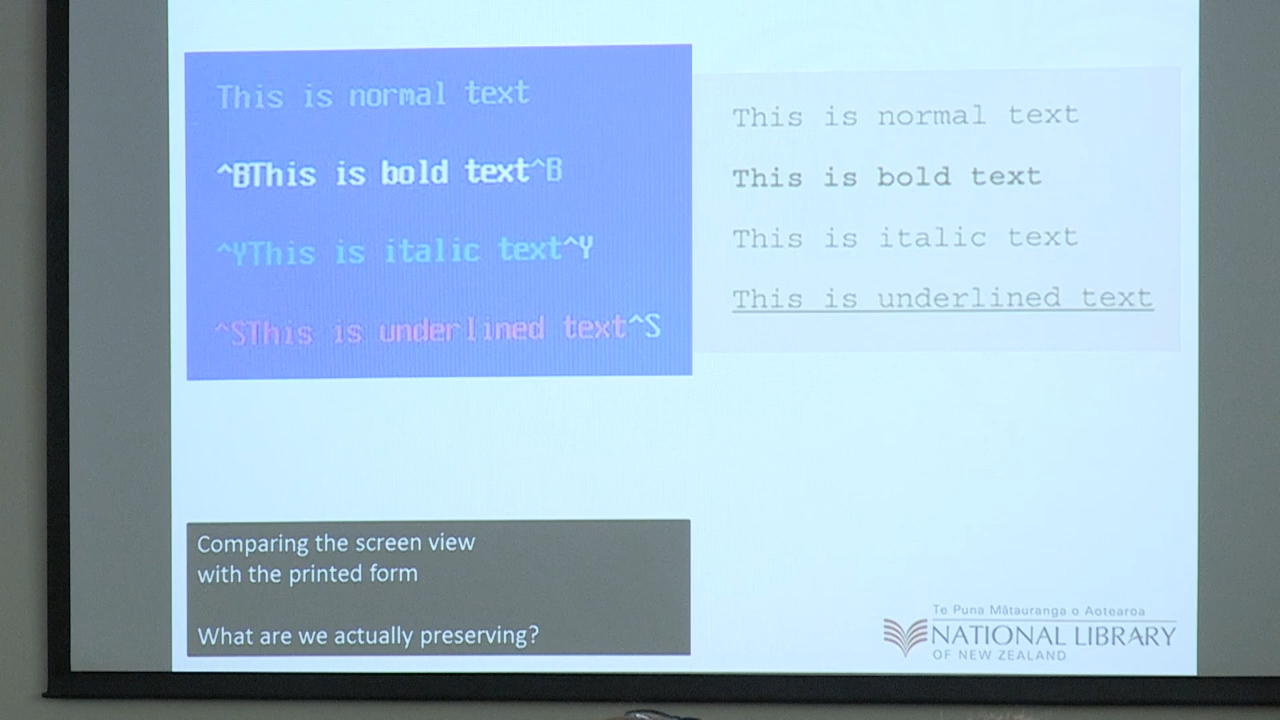 This is normal text
^BThis is bold text^B
^YThis is italic text^Y
^SThis is underlined text^S
This is normal text
This is bold text
This is italic text
This is underlined text
Comparing the screen view
with the printed form
What are we actually preserving?
Te Puna Mātauranga o Aotearoa
NATIONAL LIBRARY
OF NEW ZEALAND